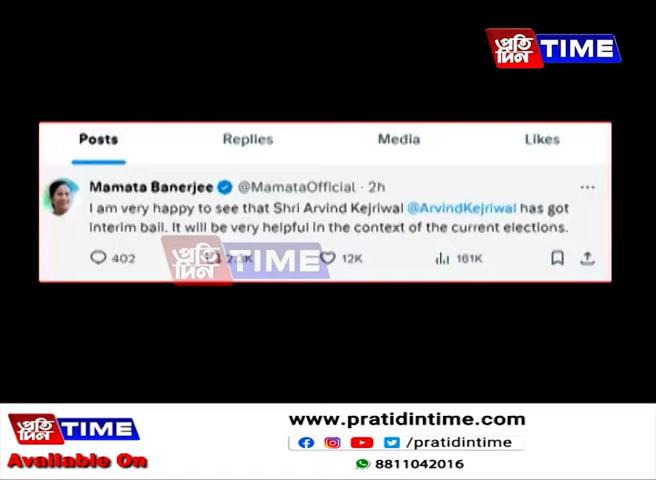 প্রতিদিন TIME
Posts Replies Media Likes
Mamata Banerjee @MamataOfficial · 2h
I am very happy to see that Shri Arvind Kejriwal @ArvindKejriwal has got
interim bail. It will be very helpful in the context of the current elections.
402 12K 161K
প্রতিদিন TIME
প্রতিদিন TIME
Available On
www.pratidintime.com
/pratidintime
8811042016